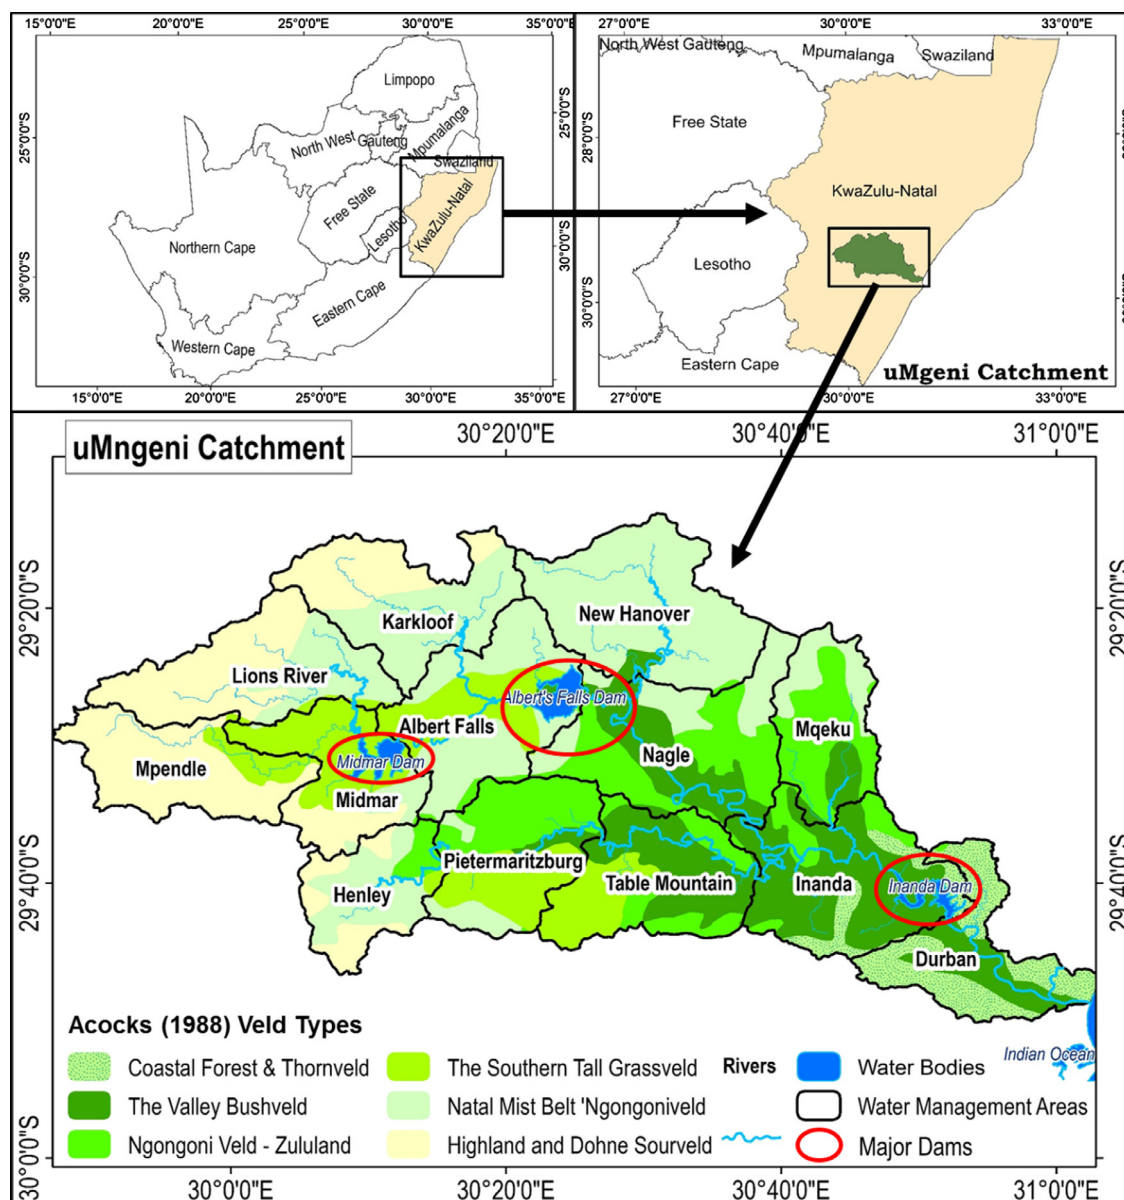 15°0'0"E 20°0'0"E 25°0'0"E 30°0'0"E 35°0'0"E
25°0'0"S
30°0'0"S
Limpopo
North West
Gauteng
Mpumalanga
Swaziland
Free State
Lesotho
KwaZulu-Natal
Northern Cape
Eastern Cape
Western Cape
25°0'0"S
30°0'0"S
15°0'0"E 20°0'0"E 25°0'0"E 30°0'0"E 35°0'0"E
27°0'0"E 30°0'0"E 33°0'0"E
28°0'0"S
30°0'0"S
North West Gauteng
Mpumalanga
Swaziland
Free State
KwaZulu-Natal
Lesotho
Eastern Cape
uMgeni Catchment
27°0'0"E 30°0'0"E 33°0'0"E
uMngeni Catchment
30°20'0"E 30°40'0"E 31°0'0"E
29°20'0"S
29°40'0"S
30°0'0"S
29°20'0"S
29°40'0"S
Karkloof
New Hanover
Lions River
Albert's Falls Dam
Albert Falls
Mqeku
Nagle
Mpendle
Midmar Dam
Midmar
Pietermaritzburg
Table Mountain
Inanda
Inanda Dam
Henley
Durban
Indian Ocean
Acocks (1988) Veld Types
Coastal Forest & Thornveld
The Valley Bushveld
Ngongoni Veld - Zululand
The Southern Tall Grassveld
Natal Mist Belt 'Ngongoniveld
Highland and Dohne Sourveld
Rivers
Water Bodies
Water Management Areas
Major Dams
30°0'0"E 30°20'0"E 30°40'0"E 31°0'0"E